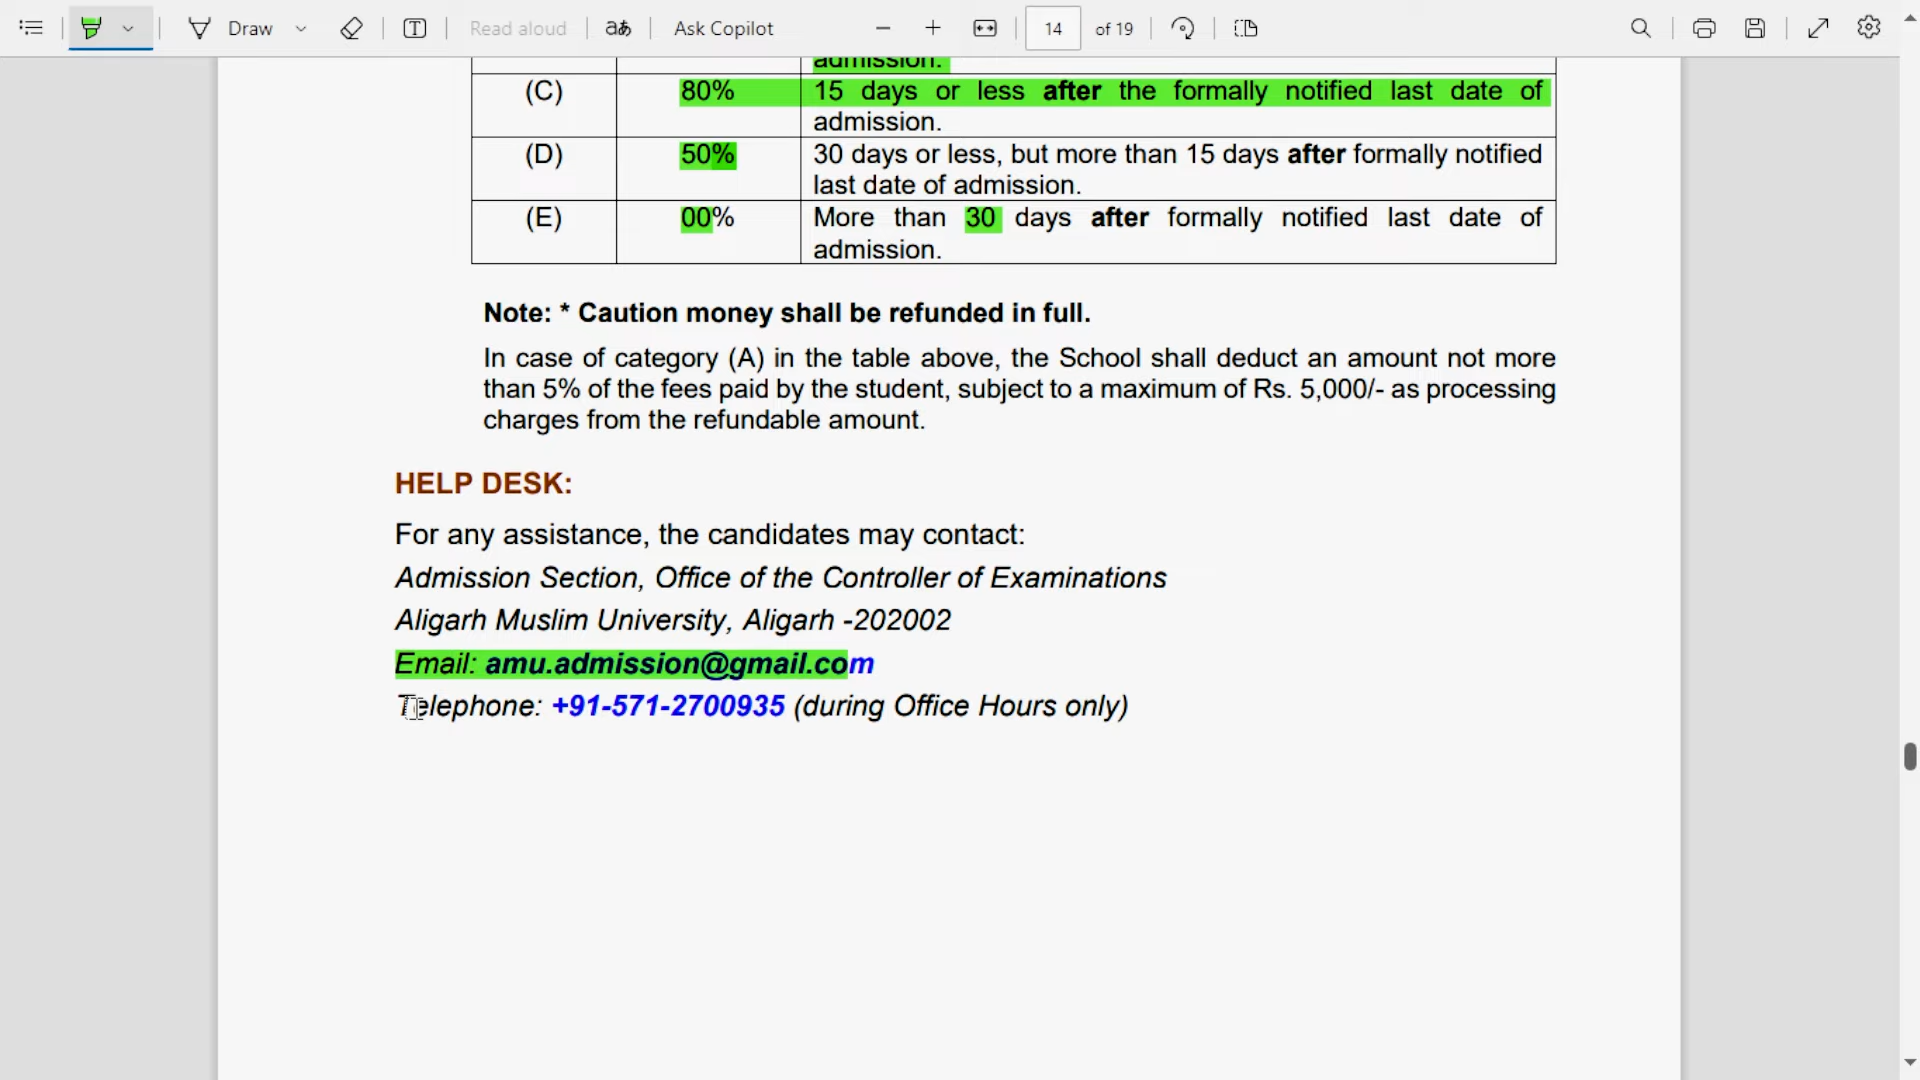 Draw
Read aloud
aあ
Ask Copilot
14
of 19
admission.
(C) 80% 15 days or less after the formally notified last date of
admission.
(D) 50% 30 days or less, but more than 15 days after formally notified
last date of admission.
(E) 00% More than 30 days after formally notified last date of
admission.
Note: * Caution money shall be refunded in full.
In case of category (A) in the table above, the School shall deduct an amount not more
than 5% of the fees paid by the student, subject to a maximum of Rs. 5,000/- as processing
charges from the refundable amount.
HELP DESK:
For any assistance, the candidates may contact:
Admission Section, Office of the Controller of Examinations
Aligarh Muslim University, Aligarh -202002
Email: amu.admission@gmail.com
Telephone: +91-571-2700935 (during Office Hours only)